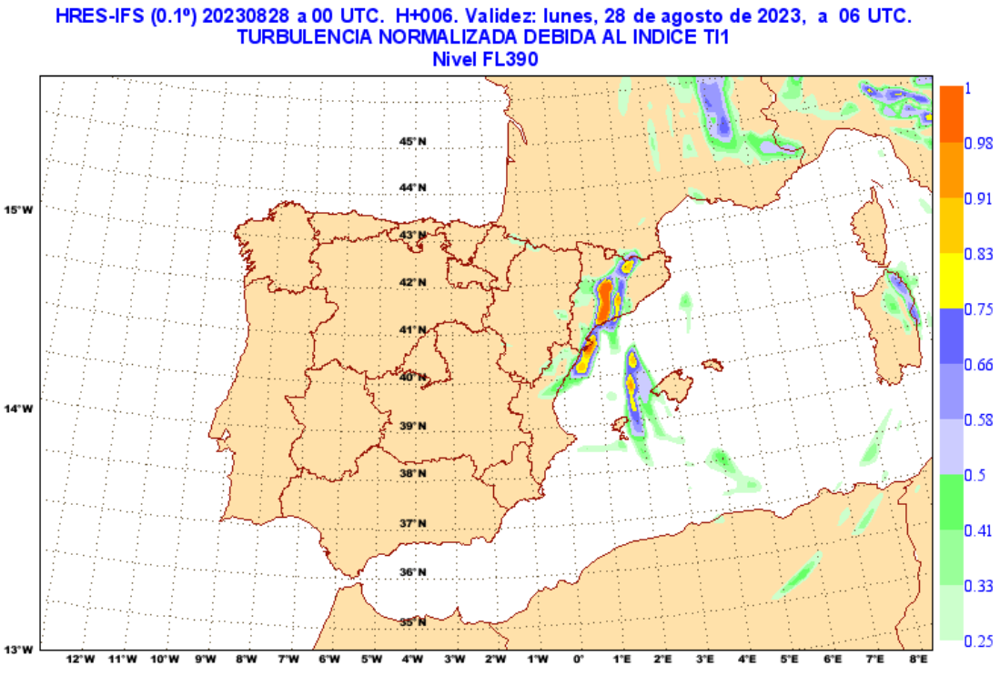 HRES-IFS (0.1º) 20230828 a 00 UTC. H+006. Validez: lunes, 28 de agosto de 2023, a 06 UTC.
TURBULENCIA NORMALIZADA DEBIDA AL INDICE TI1
Nivel FL390
1
0.98
0.91
0.83
0.75
0.66
0.58
0.5
0.41
0.33
0.25
45°N
44°N
43°N
42°N
41°N
40°N
39°N
38°N
37°N
36°N
35°N
15°W
14°W
13°W
12°W 11°W 10°W 9°W 8°W 7°W 6°W 5°W 4°W 3°W 2°W 1°W 0° 1°E 2°E 3°E 4°E 5°E 6°E 7°E 8°E